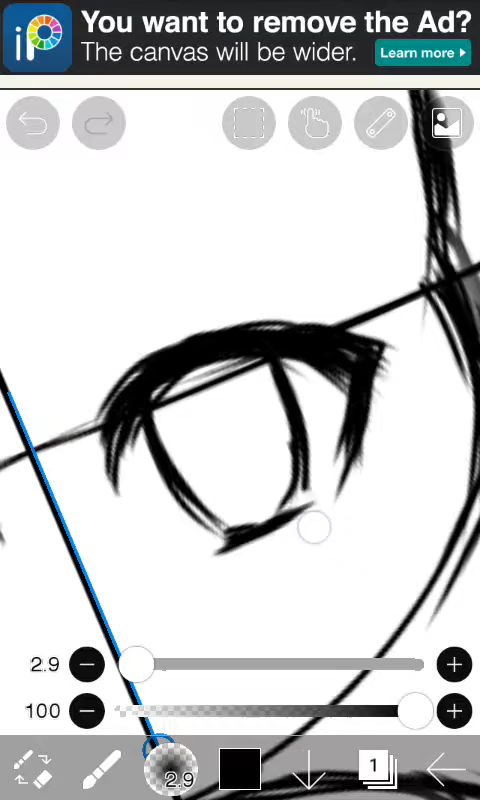 iP
You want to remove the Ad?
The canvas will be wider.
Learn more
2.9
100
2.9
1